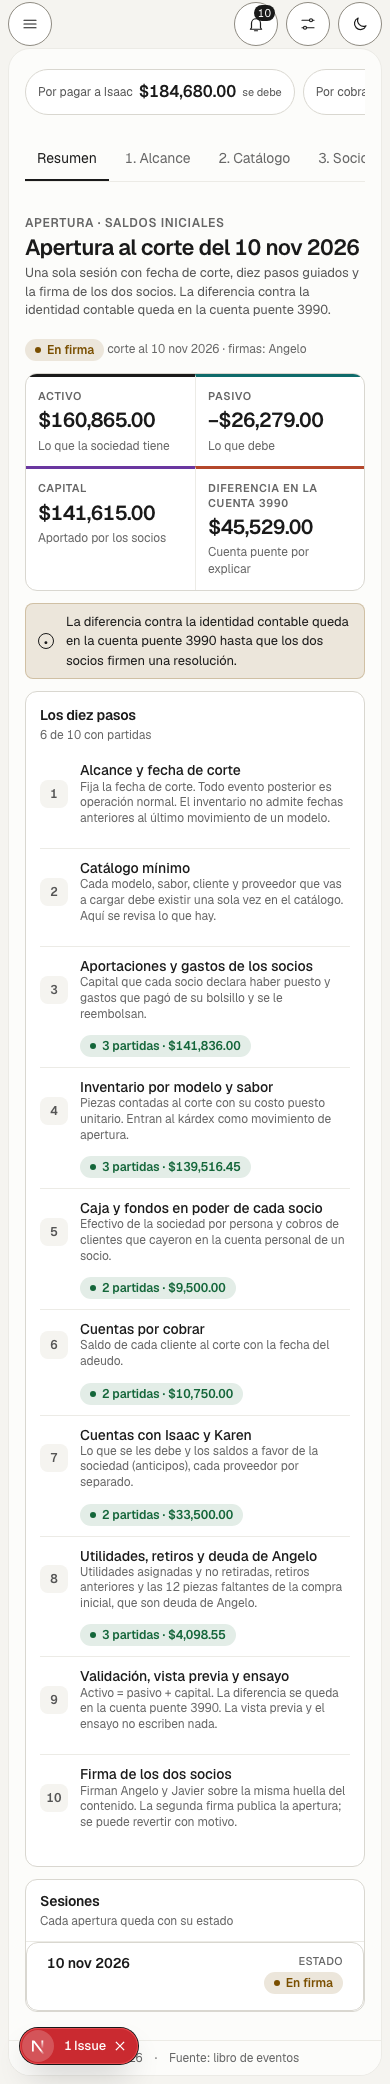 10
Por pagar a Isaac $184,680.00 se debe
Por cobra
Resumen 1. Alcance 2. Catálogo 3. Socio
APERTURA · SALDOS INICIALES
Apertura al corte del 10 nov 2026
Una sola sesión con fecha de corte, diez pasos guiados y
la firma de los dos socios. La diferencia contra la
identidad contable queda en la cuenta puente 3990.
En firma corte al 10 nov 2026 · firmas: Angelo
ACTIVO
$160,865.00
Lo que la sociedad tiene
PASIVO
−$26,279.00
Lo que debe
CAPITAL
$141,615.00
Aportado por los socios
DIFERENCIA EN LA
CUENTA 3990
$45,529.00
Cuenta puente por
explicar
La diferencia contra la identidad contable queda
en la cuenta puente 3990 hasta que los dos
socios firmen una resolución.
Los diez pasos
6 de 10 con partidas
1
Alcance y fecha de corte
Fija la fecha de corte. Todo evento posterior es
operación normal. El inventario no admite fechas
anteriores al último movimiento de un modelo.
2
Catálogo mínimo
Cada modelo, sabor, cliente y proveedor que vas
a cargar debe existir una sola vez en el catálogo.
Aquí se revisa lo que hay.
3
Aportaciones y gastos de los socios
Capital que cada socio declara haber puesto y
gastos que pagó de su bolsillo y se le
reembolsan.
3 partidas · $141,836.00
4
Inventario por modelo y sabor
Piezas contadas al corte con su costo puesto
unitario. Entran al kárdex como movimiento de
apertura.
3 partidas · $139,516.45
5
Caja y fondos en poder de cada socio
Efectivo de la sociedad por persona y cobros de
clientes que cayeron en la cuenta personal de un
socio.
2 partidas · $9,500.00
6
Cuentas por cobrar
Saldo de cada cliente al corte con la fecha del
adeudo.
2 partidas · $10,750.00
7
Cuentas con Isaac y Karen
Lo que se les debe y los saldos a favor de la
sociedad (anticipos), cada proveedor por
separado.
2 partidas · $33,500.00
8
Utilidades, retiros y deuda de Angelo
Utilidades asignadas y no retiradas, retiros
anteriores y las 12 piezas faltantes de la compra
inicial, que son deuda de Angelo.
3 partidas · $4,098.55
9
Validación, vista previa y ensayo
Activo = pasivo + capital. La diferencia se queda
en la cuenta puente 3990. La vista previa y el
ensayo no escriben nada.
10
Firma de los dos socios
Firman Angelo y Javier sobre la misma huella del
contenido. La segunda firma publica la apertura;
se puede revertir con motivo.
Sesiones
Cada apertura queda con su estado
10 nov 2026
ESTADO
En firma
N 1 Issue
26 · Fuente: libro de eventos